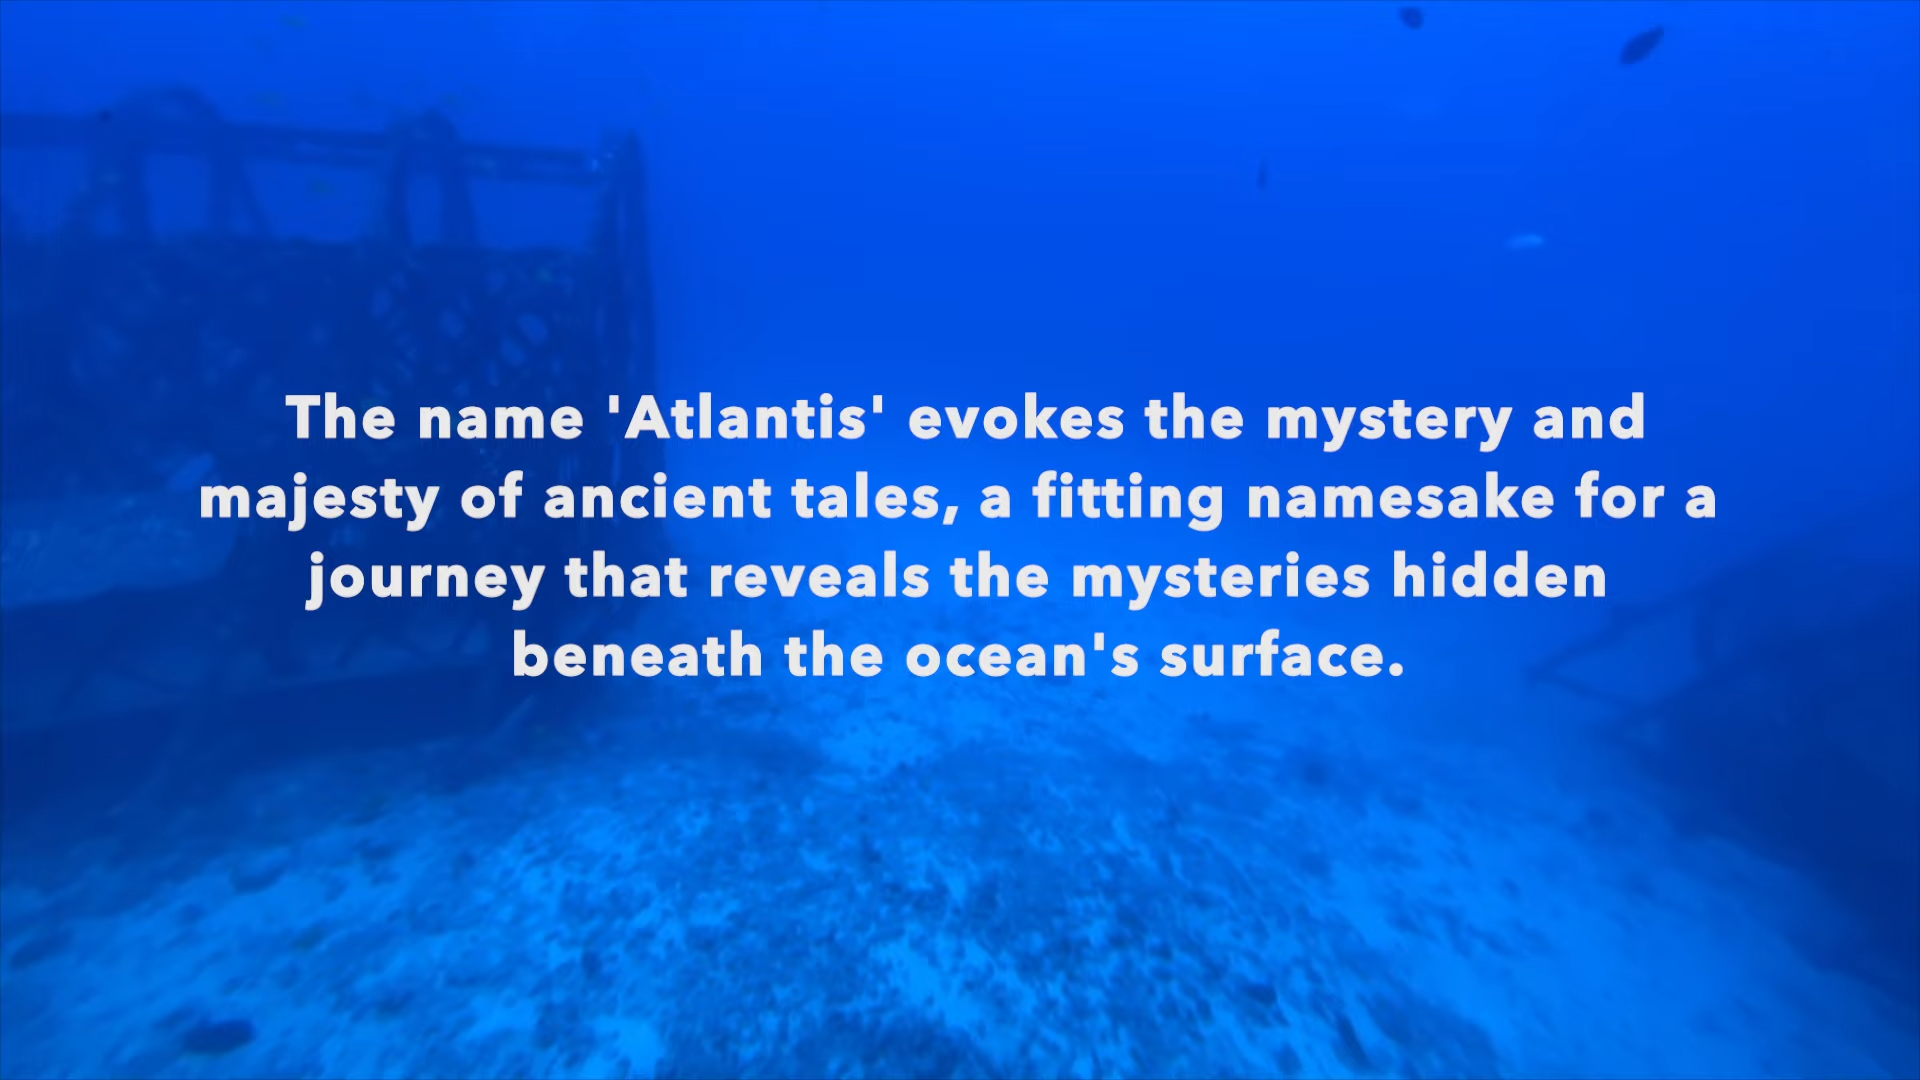 The name 'Atlantis' evokes the mystery and
majesty of ancient tales, a fitting namesake for a
journey that reveals the mysteries hidden
beneath the ocean's surface.